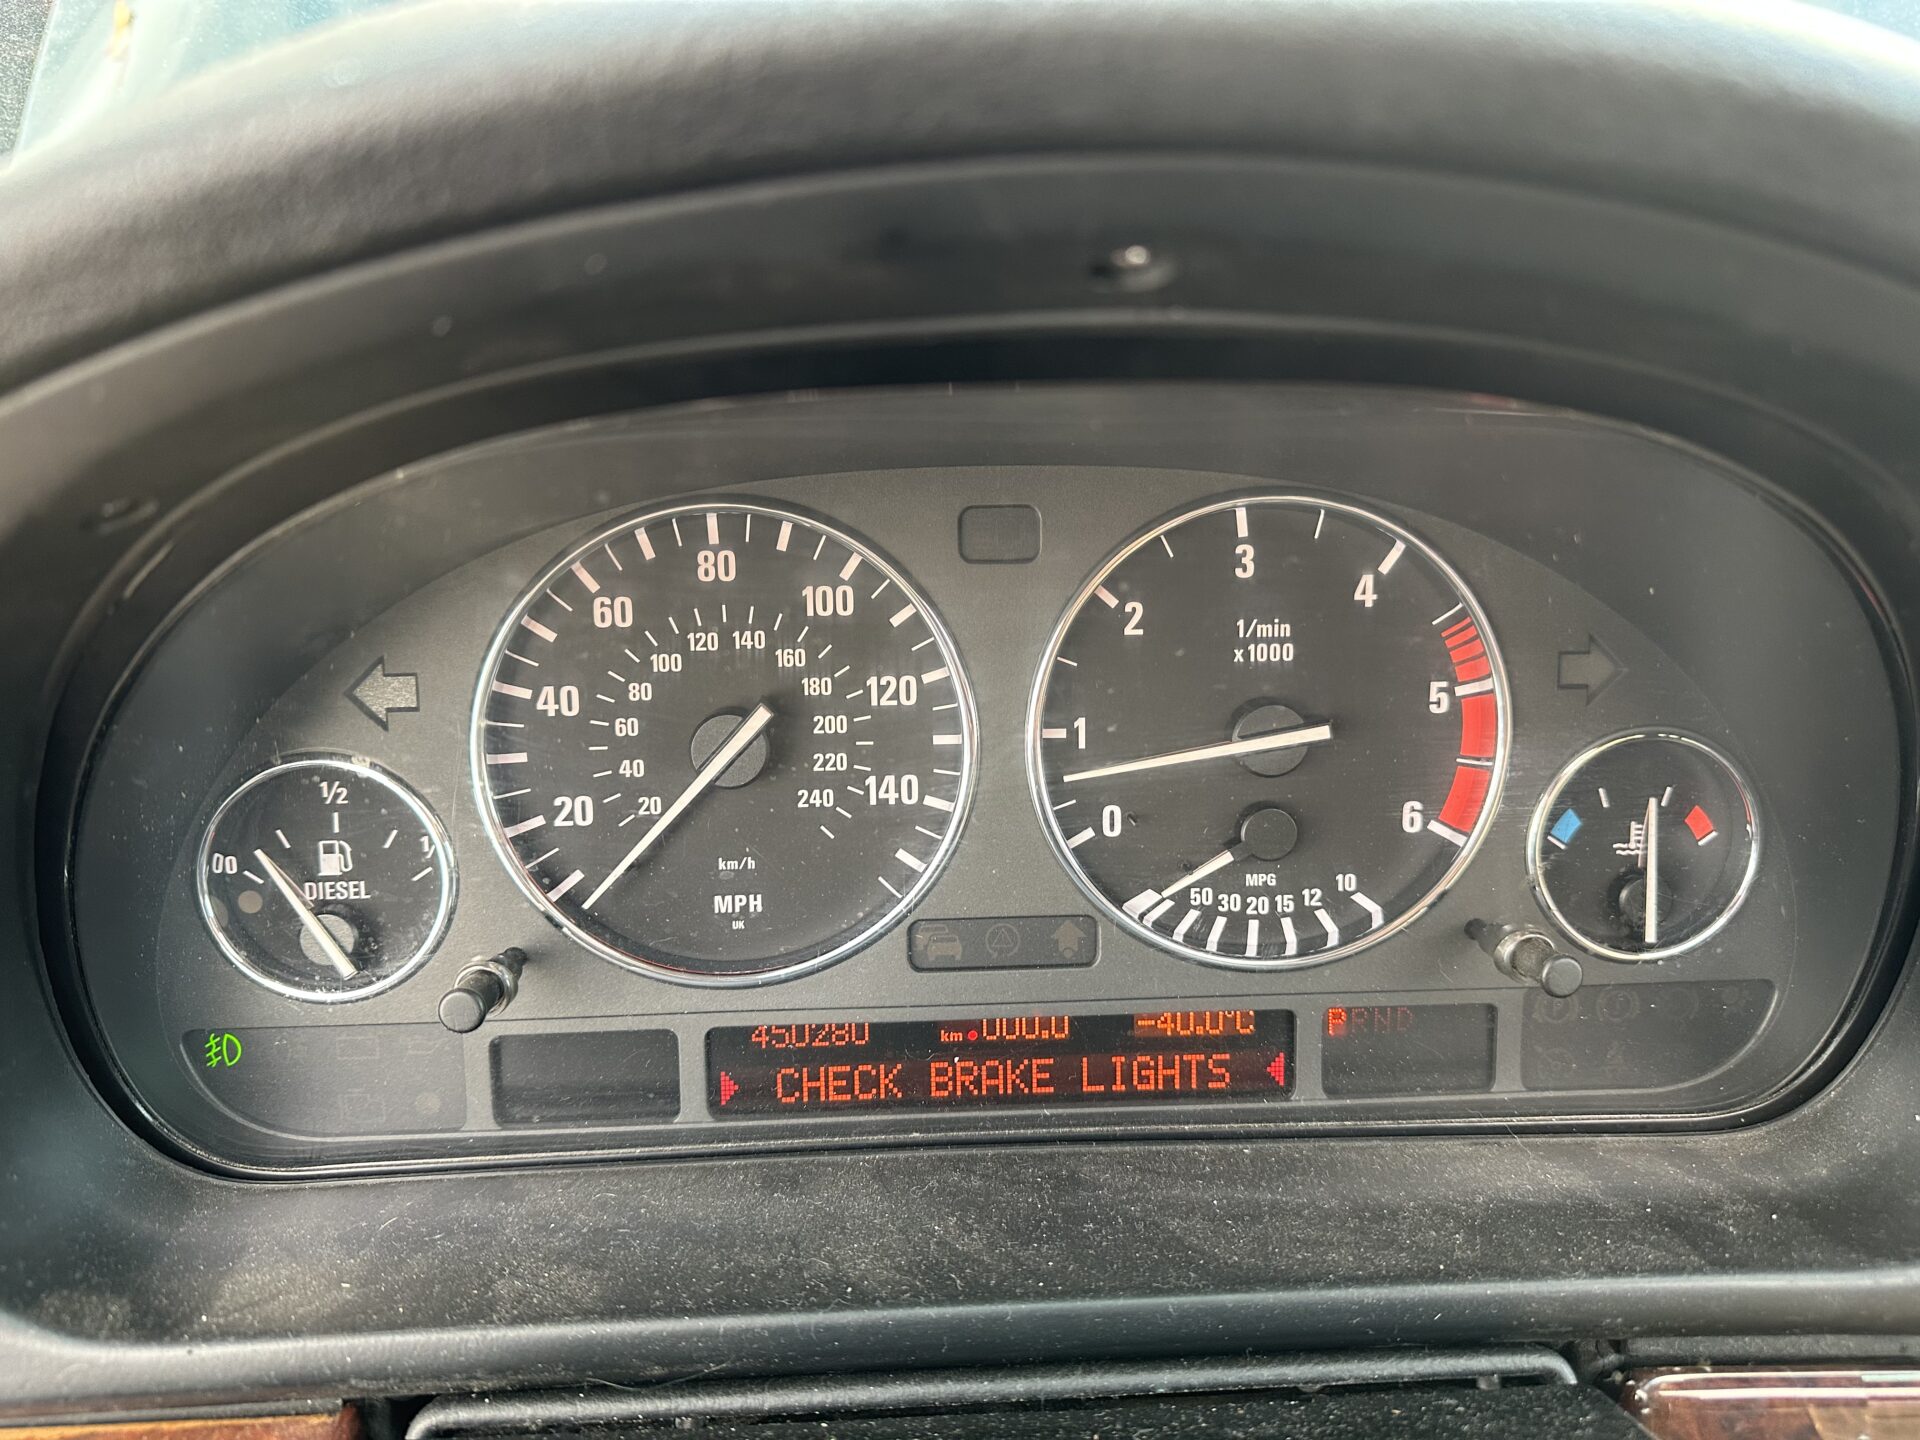 20 40 60 80 100 120 140
20 40 60 80 100 120 140 160 180 200 220 240
km/h
MPH
UK
0 1 2 3 4 5 6
1/min
x1000
MPG
50 30 20 15 12 10
1/2
DIESEL
450280 km 000.0 -40.0°C
CHECK BRAKE LIGHTS
PRND